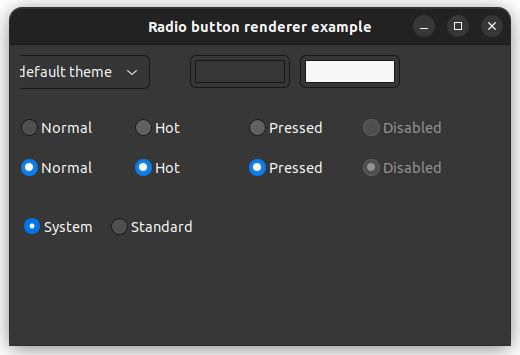 Radio button renderer example
default theme
Normal Hot Pressed Disabled
Normal Hot Pressed Disabled
System Standard